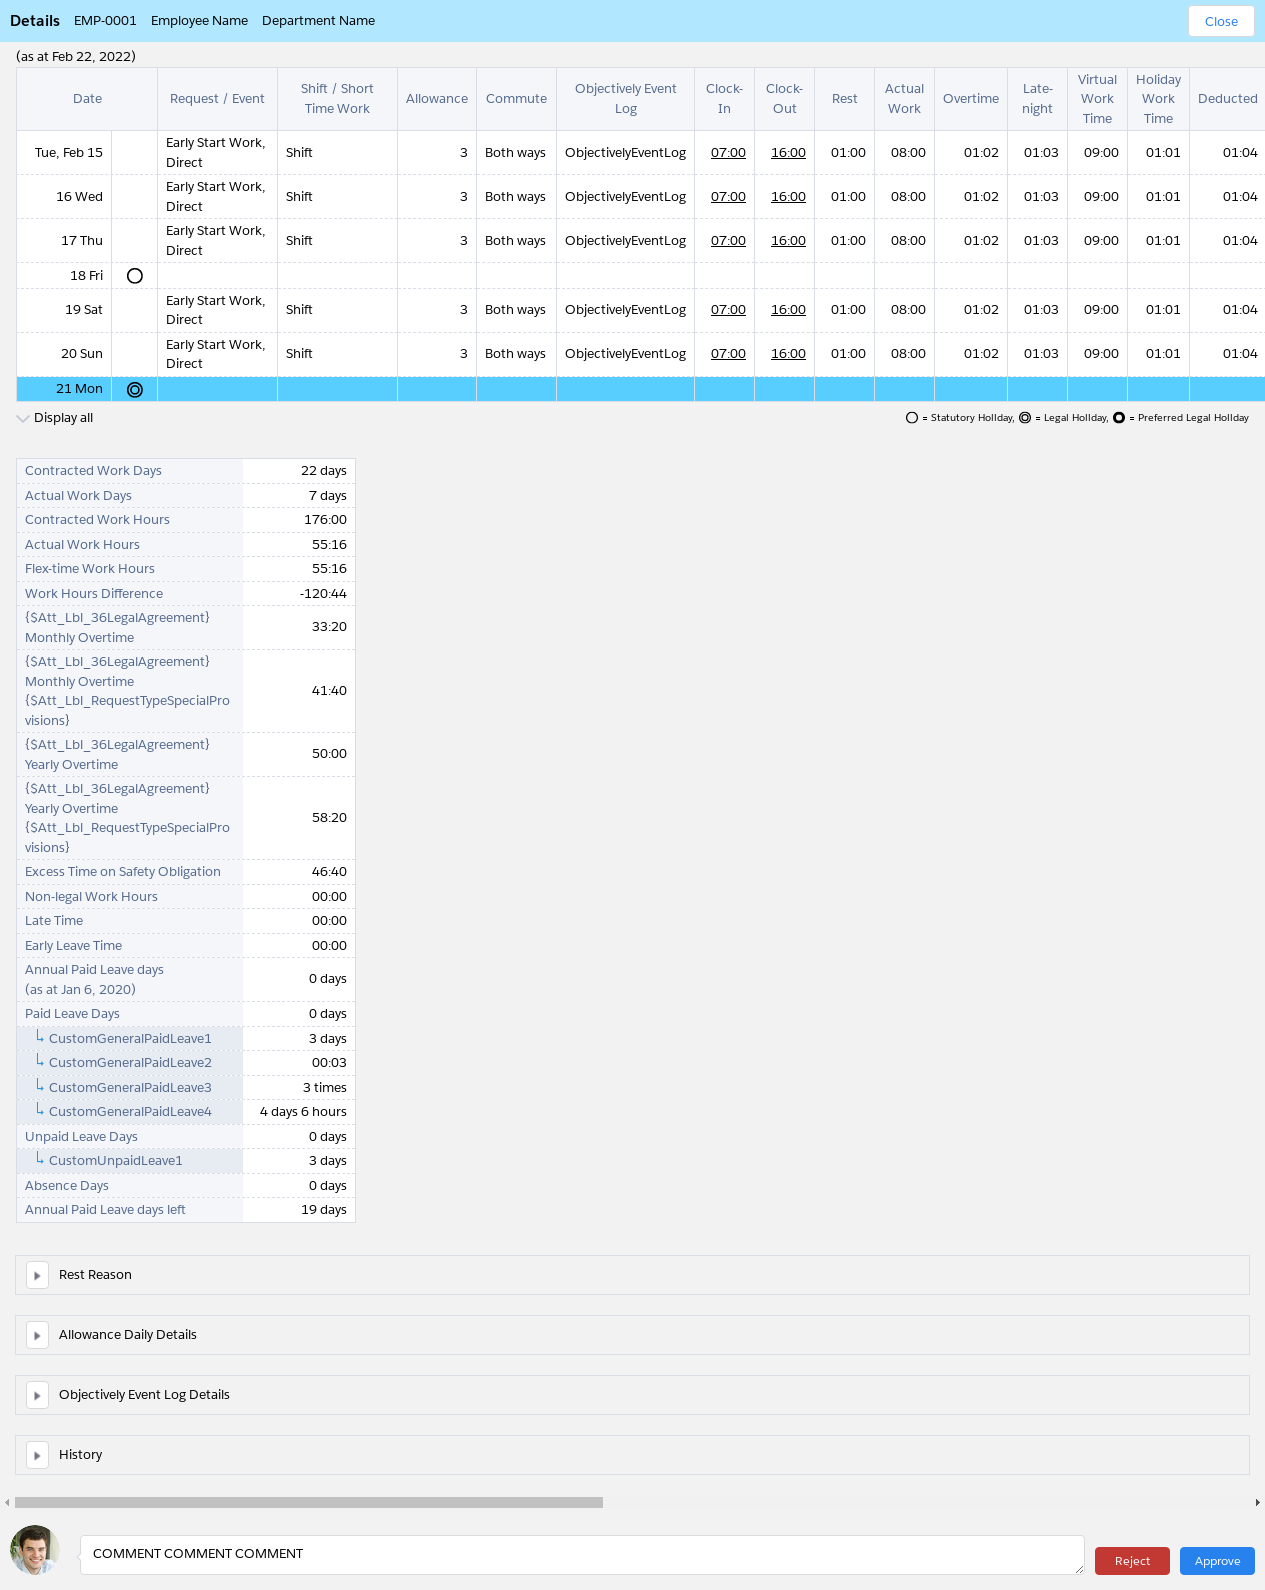 Details EMP-0001 Employee Name Department Name Close
(as at Feb 22, 2022)
Date Request / Event Shift / Short Time Work Allowance Commute Objectively Event Log Clock-In Clock-Out Rest Actual Work Overtime Late-night Virtual Work Time Holiday Work Time Deducted
Tue, Feb 15 Early Start Work, Direct Shift 3 Both ways ObjectivelyEventLog 07:00 16:00 01:00 08:00 01:02 01:03 09:00 01:01 01:04
16 Wed Early Start Work, Direct Shift 3 Both ways ObjectivelyEventLog 07:00 16:00 01:00 08:00 01:02 01:03 09:00 01:01 01:04
17 Thu Early Start Work, Direct Shift 3 Both ways ObjectivelyEventLog 07:00 16:00 01:00 08:00 01:02 01:03 09:00 01:01 01:04
18 Fri
19 Sat Early Start Work, Direct Shift 3 Both ways ObjectivelyEventLog 07:00 16:00 01:00 08:00 01:02 01:03 09:00 01:01 01:04
20 Sun Early Start Work, Direct Shift 3 Both ways ObjectivelyEventLog 07:00 16:00 01:00 08:00 01:02 01:03 09:00 01:01 01:04
21 Mon
Display all = Statutory Hollday, = Legal Hollday, = Preferred Legal Hollday
Contracted Work Days 22 days
Actual Work Days 7 days
Contracted Work Hours 176:00
Actual Work Hours 55:16
Flex-time Work Hours 55:16
Work Hours Difference -120:44
{$Att_Lbl_36LegalAgreement}
Monthly Overtime 33:20
{$Att_Lbl_36LegalAgreement}
Monthly Overtime
{$Att_Lbl_RequestTypeSpecialPro
visions} 41:40
{$Att_Lbl_36LegalAgreement}
Yearly Overtime 50:00
{$Att_Lbl_36LegalAgreement}
Yearly Overtime
{$Att_Lbl_RequestTypeSpecialPro
visions} 58:20
Excess Time on Safety Obligation 46:40
Non-legal Work Hours 00:00
Late Time 00:00
Early Leave Time 00:00
Annual Paid Leave days
(as at Jan 6, 2020) 0 days
Paid Leave Days 0 days
CustomGeneralPaidLeave1 3 days
CustomGeneralPaidLeave2 00:03
CustomGeneralPaidLeave3 3 times
CustomGeneralPaidLeave4 4 days 6 hours
Unpaid Leave Days 0 days
CustomUnpaidLeave1 3 days
Absence Days 0 days
Annual Paid Leave days left 19 days
Rest Reason
Allowance Daily Details
Objectively Event Log Details
History
COMMENT COMMENT COMMENT Reject Approve